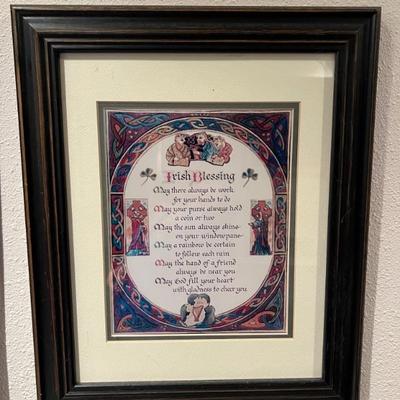 Irish Blessing
May there always be work
for your hands to do
May your purse always hold
a coin or two
May the sun always shine
on your windowpane
May a rainbow be certain
to follow each rain
May the hand of a friend
always be near you
May God fill your heart
with gladness to cheer you